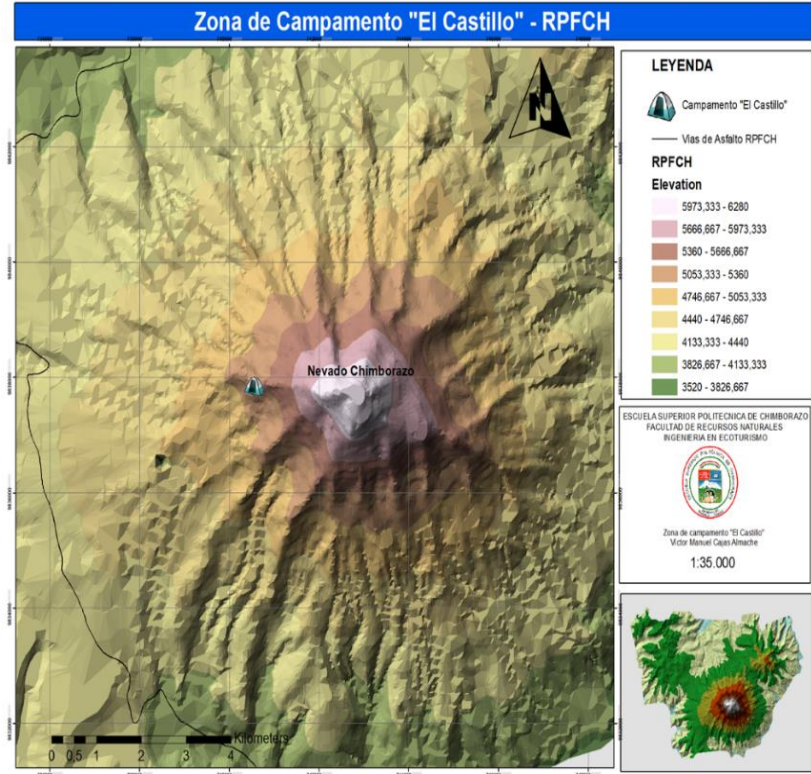 Zona de Campamento "El Castillo" - RPFCH
N
Nevado Chimborazo
Kilometers
0 0,5 1 2 3 4
LEYENDA
Campamento "El Castillo"
Vias de Asfalto RPFCH
RPFCH
Elevation
5973,333 - 6280
5666,667 - 5973,333
5360 - 5666,667
5053,333 - 5360
4746,667 - 5053,333
4440 - 4746,667
4133,333 - 4440
3826,667 - 4133,333
3520 - 3826,667
ESCUELA SUPERIOR POLITECNICA DE CHIMBORAZO
FACULTAD DE RECURSOS NATURALES
INGENIERIA EN ECOTURISMO
Zona de campamento "El Castillo"
Victor Manuel Cajas Almache
1:35.000